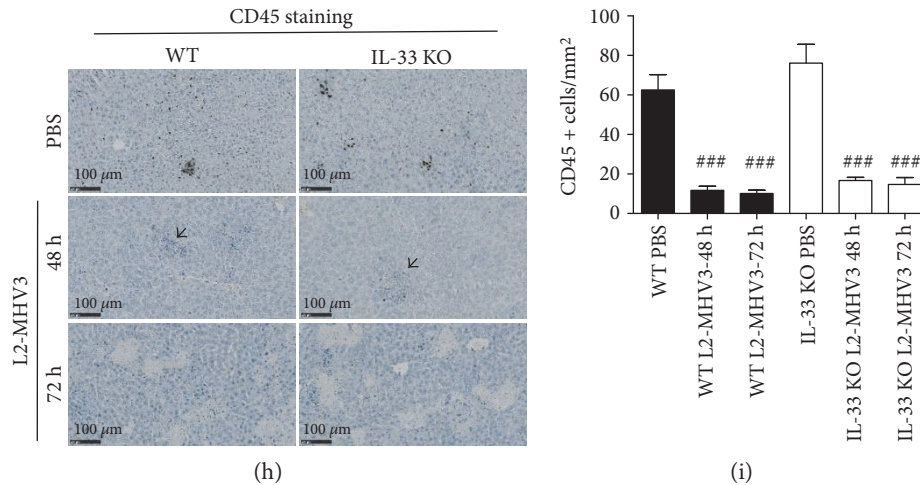 CD45 staining
WT
IL-33 KO
PBS
100 µm
100 µm
L2-MHV3
48 h
100 µm
100 µm
72 h
100 µm
100 µm
(h)
CD45 + cells/mm²
100
80
60
40
20
0
###
###
###
###
WT PBS
WT L2-MHV3-48 h
WT L2-MHV3-72 h
IL-33 KO PBS
IL-33 KO L2-MHV3 48 h
IL-33 KO L2-MHV3 72 h
(i)